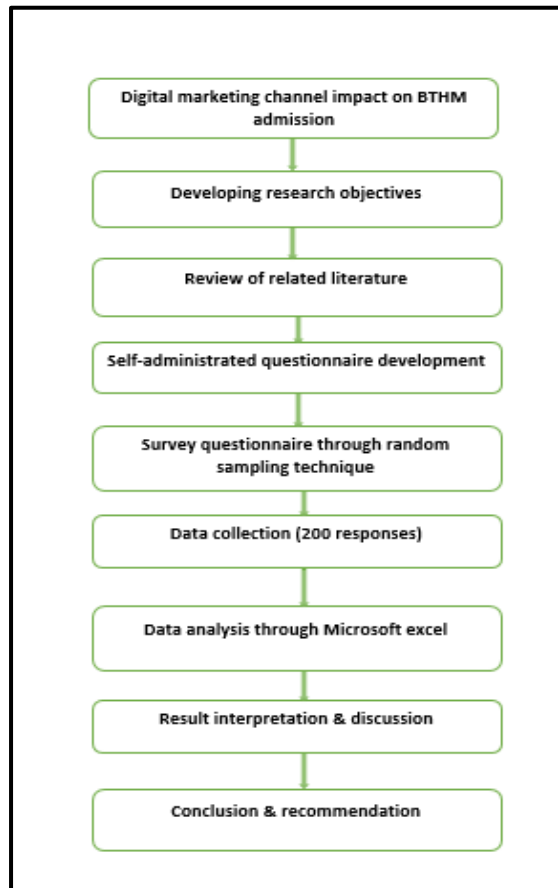 Digital marketing channel impact on BTHM
admission
Developing research objectives
Review of related literature
Self-administrated questionnaire development
Survey questionnaire through random
sampling technique
Data collection (200 responses)
Data analysis through Microsoft excel
Result interpretation & discussion
Conclusion & recommendation